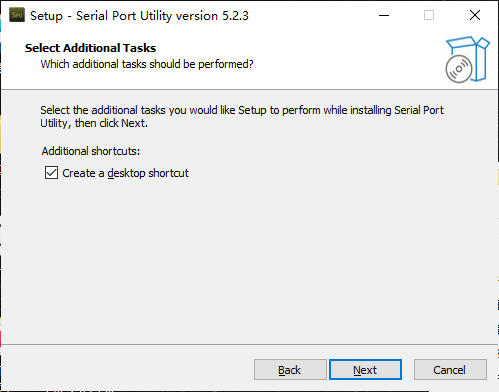 Setup - Serial Port Utility version 5.2.3
Select Additional Tasks
Which additional tasks should be performed?
Select the additional tasks you would like Setup to perform while installing Serial Port
Utility, then click Next.
Additional shortcuts:
Create a desktop shortcut
Back
Next
Cancel